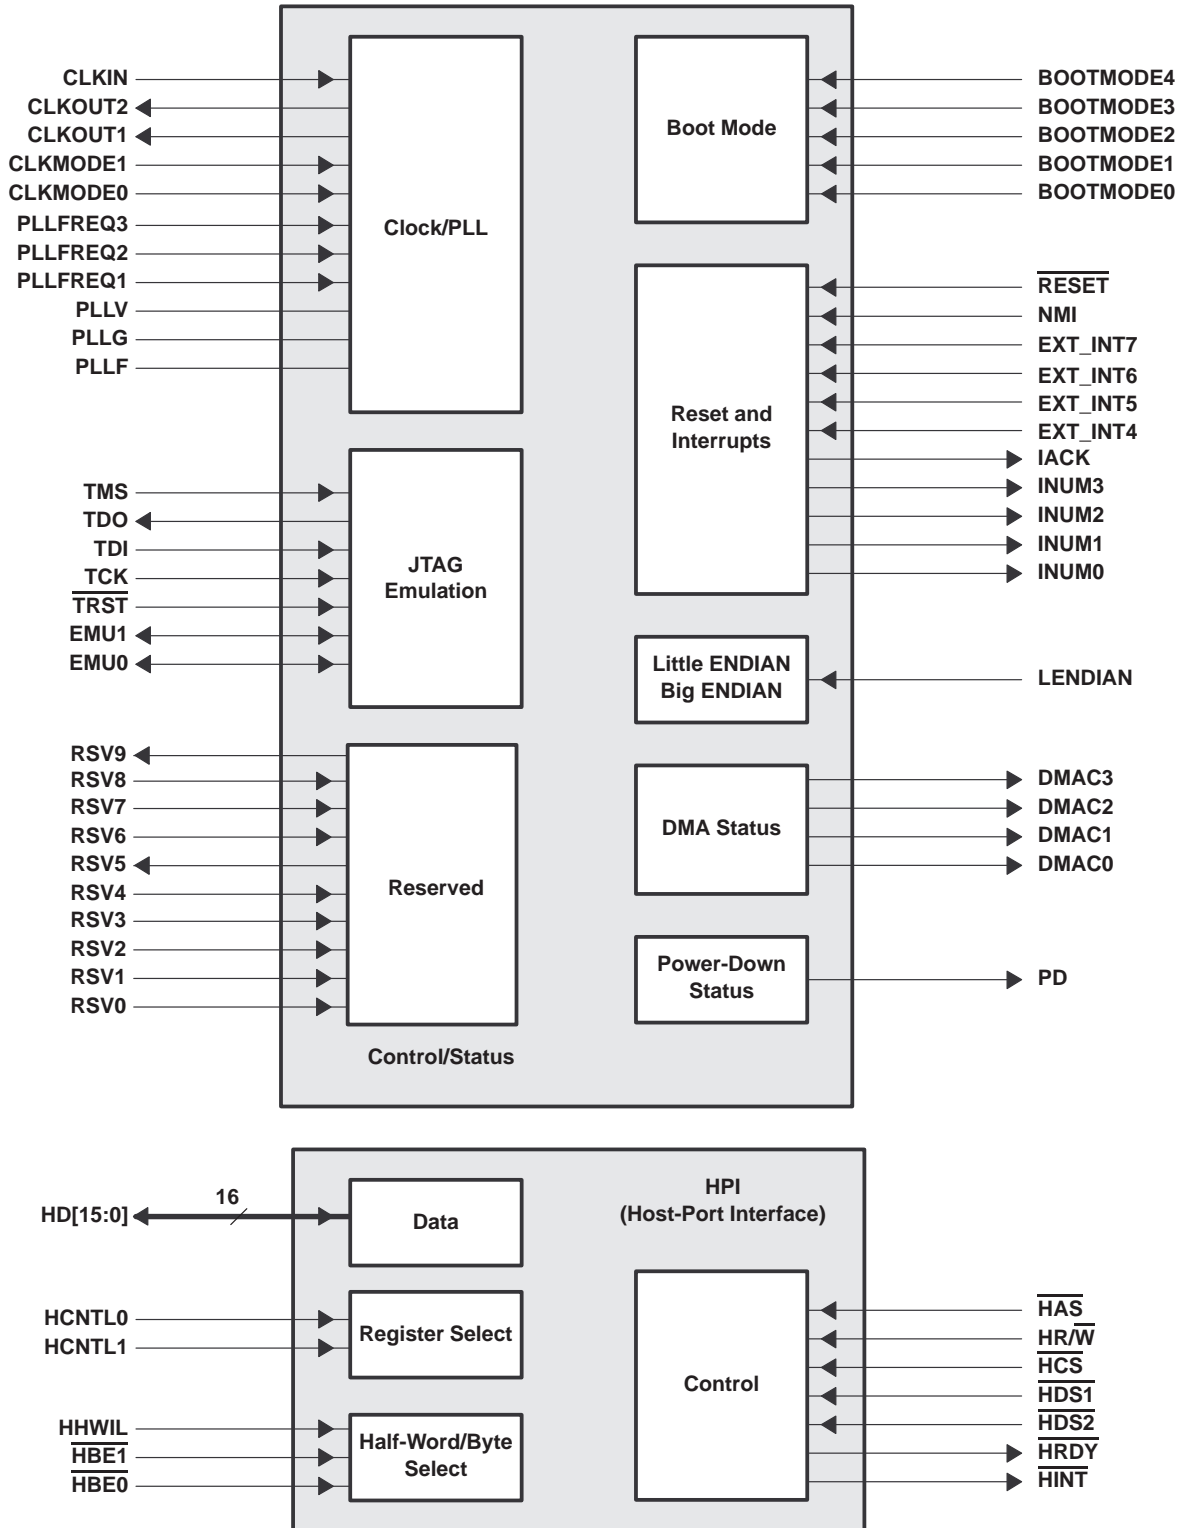 CLKIN
CLKOUT2
CLKOUT1
CLKMODE1
CLKMODE0
PLLFREQ3
PLLFREQ2
PLLFREQ1
PLLV
PLLG
PLLF
Clock/PLL
TMS
TDO
TDI
TCK
TRST
EMU1
EMU0
JTAG
Emulation
RSV9
RSV8
RSV7
RSV6
RSV5
RSV4
RSV3
RSV2
RSV1
RSV0
Reserved
Control/Status
Boot Mode
BOOTMODE4
BOOTMODE3
BOOTMODE2
BOOTMODE1
BOOTMODE0
Reset and
Interrupts
RESET
NMI
EXT_INT7
EXT_INT6
EXT_INT5
EXT_INT4
IACK
INUM3
INUM2
INUM1
INUM0
Little ENDIAN
Big ENDIAN
LENDIAN
DMA Status
DMAC3
DMAC2
DMAC1
DMAC0
Power-Down
Status
PD
HD[15:0]
16
Data
HPI
(Host-Port Interface)
HCNTL0
HCNTL1
Register Select
HHWIL
HBE1
HBE0
Half-Word/Byte
Select
Control
HAS
HR/W
HCS
HDS1
HDS2
HRDY
HINT